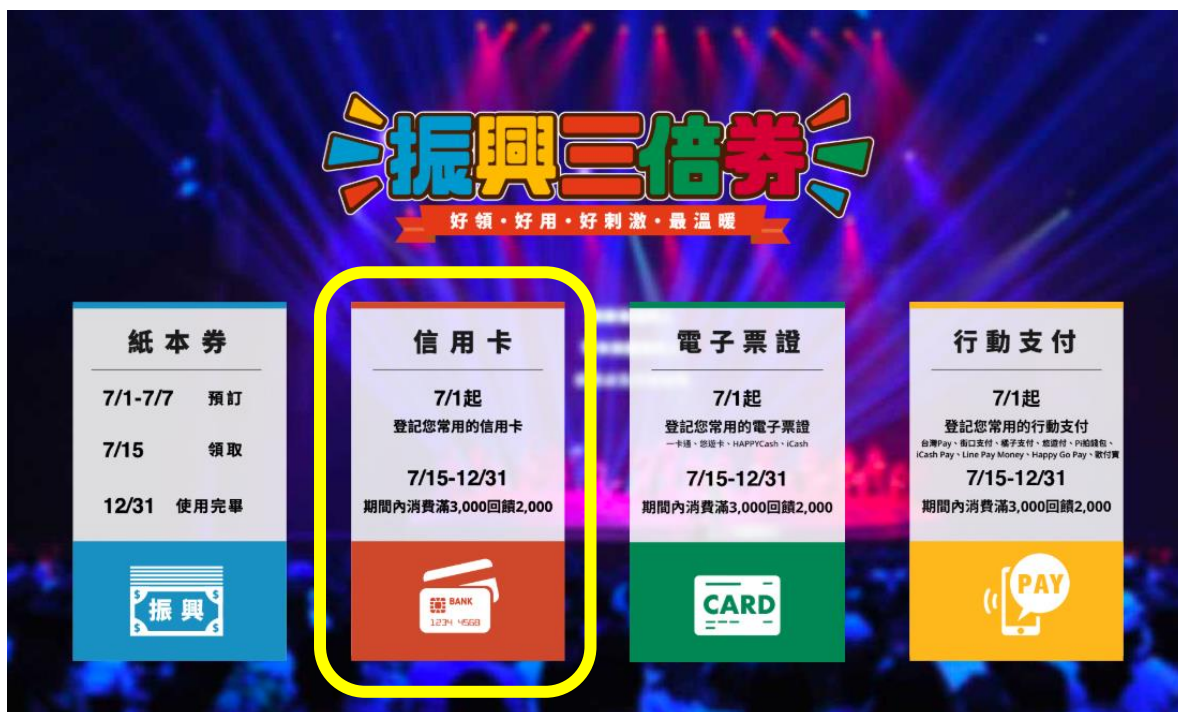 振興三倍券
好領・好用・好刺激・最溫暖
紙本券
7/1-7/7 預訂
7/15 領取
12/31 使用完畢
振興
信用卡
7/1起
登記您常用的信用卡
7/15-12/31
期間內消費滿3,000回饋2,000
BANK
1234 4568
電子票證
7/1起
登記您常用的電子票證
一卡通、悠遊卡、HAPPYCash、iCash
7/15-12/31
期間內消費滿3,000回饋2,000
CARD
行動支付
7/1起
登記您常用的行動支付
台灣Pay、街口支付、橘子支付、悠遊付、Pi拍錢包、
iCash Pay、Line Pay Money、Happy Go Pay、歐付寶
7/15-12/31
期間內消費滿3,000回饋2,000
PAY